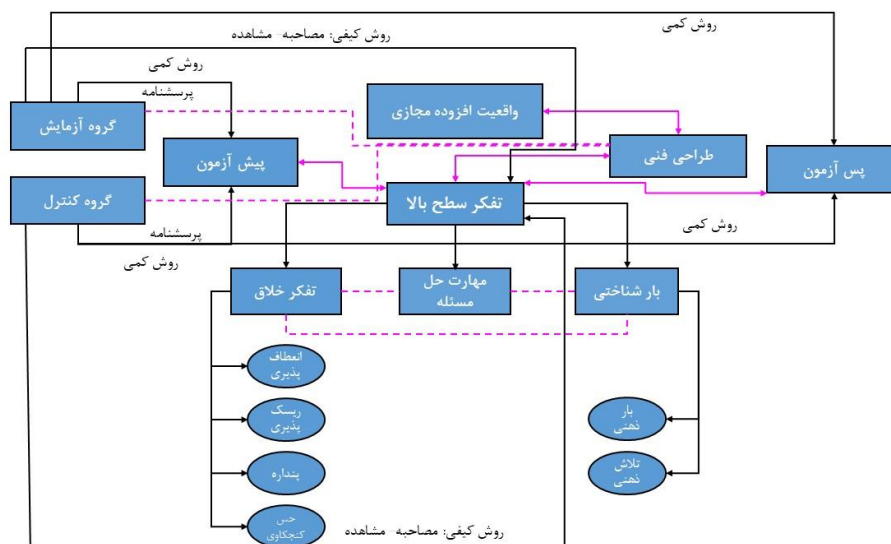 روش کمی
روش کیفی: مصاحبه- مشاهده
روش کمی
پرسشنامه
گروه آزمایش
واقعیت افزوده مجازی
پیش آزمون
طراحی فنی
پس آزمون
گروه کنترل
تفکر سطح بالا
پرسشنامه
روش کمی
روش کمی
تفکر خلاق
مهارت حل
مسئله
بار شناختی
انعطاف
پذیری
ریسک
پذیری
بار
ذهنی
پنداره
تلاش
ذهنی
حس
کنجکاوی
روش کیفی: مصاحبه- مشاهده